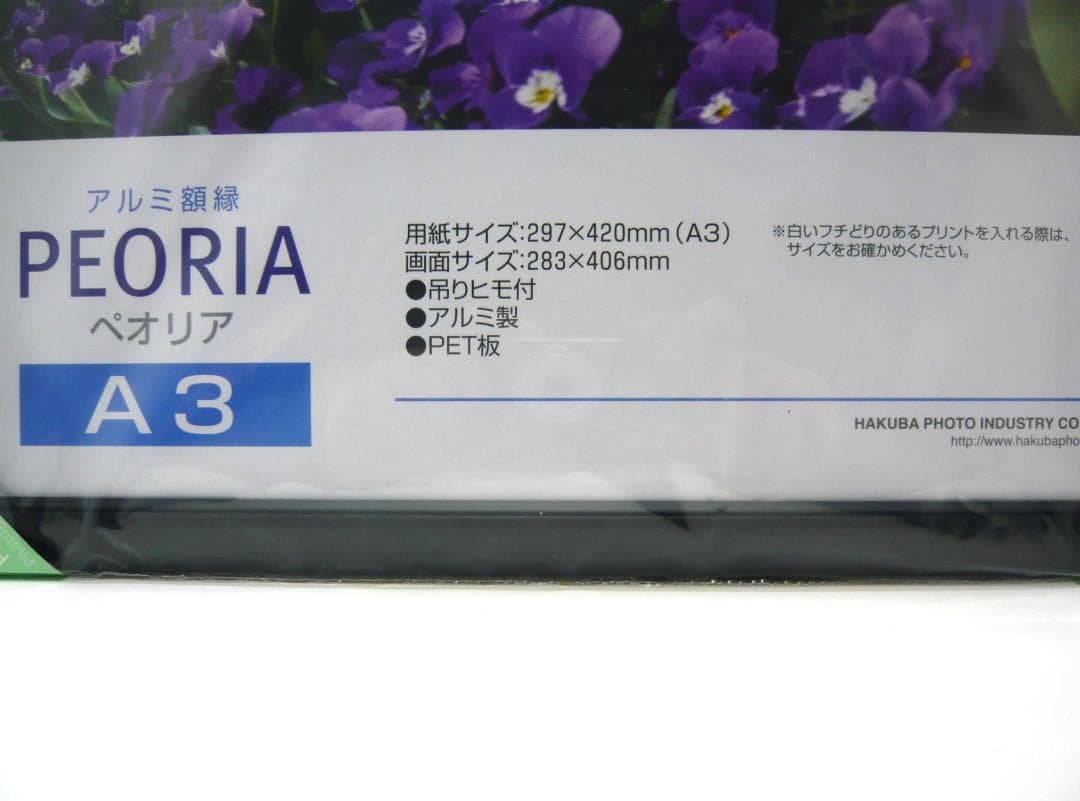 アルミ額縁
PEORIA
ペオリア
A3
用紙サイズ:297×420mm(A3)
画面サイズ:283×406mm
●吊りヒモ付
●アルミ製
●PET板
※白いフチどりのあるプリントを入れる際は、
サイズをお確かめください。
HAKUBA PHOTO INDUSTRY CO
http://www.hakubapho